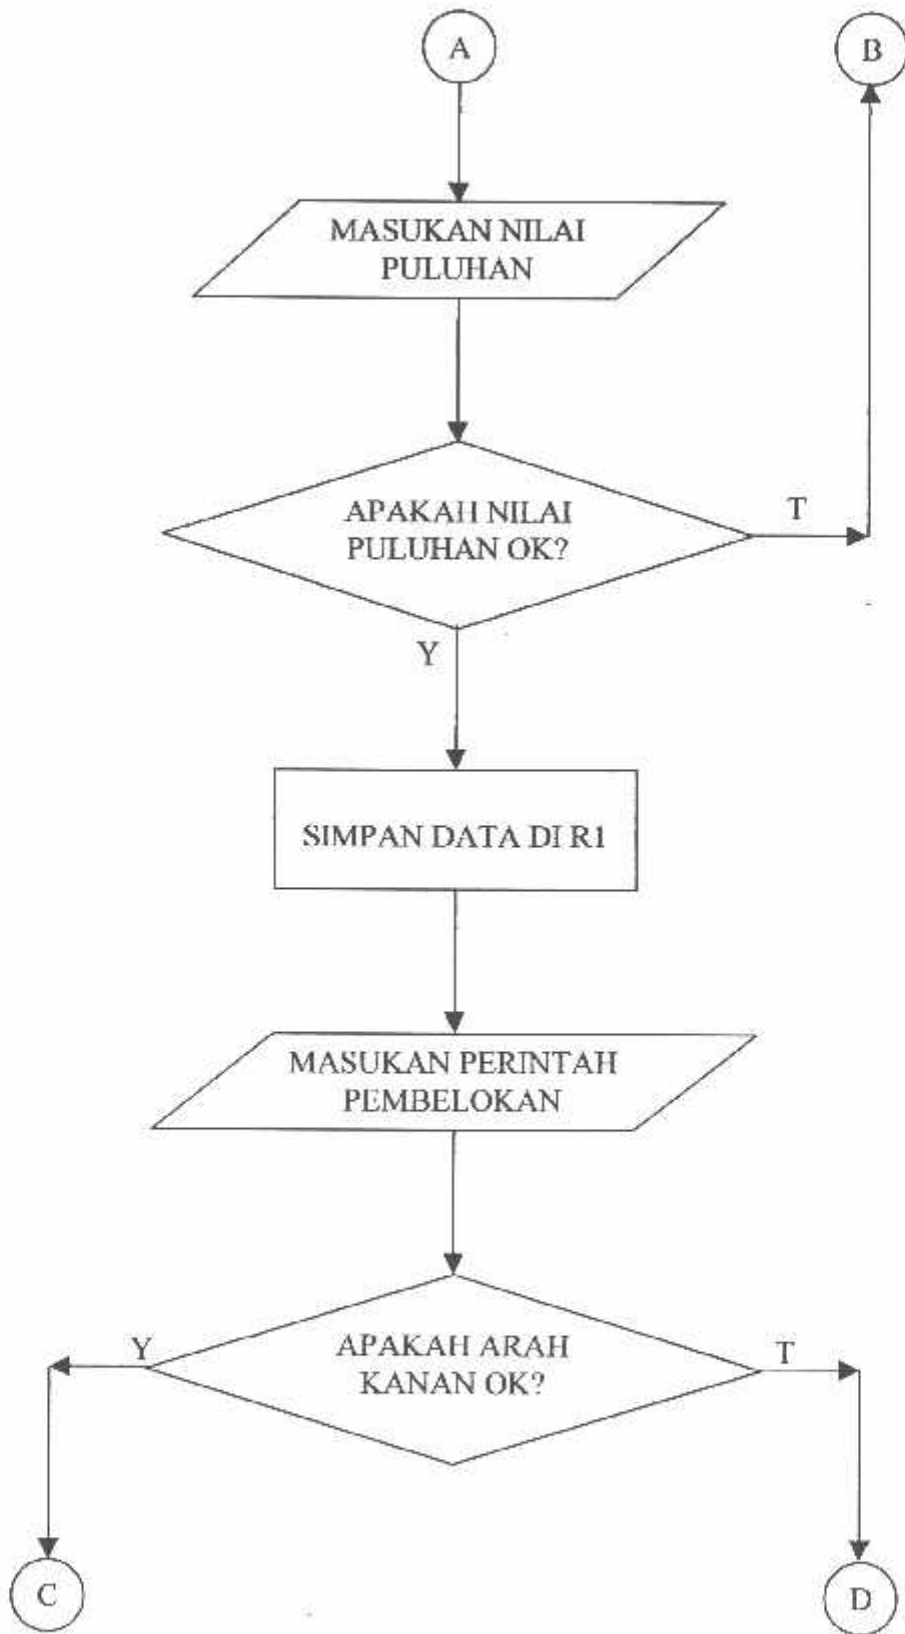 A
B
MASUKAN NILAI
PULUHAN
APAKAH NILAI
PULUHAN OK?
T
Y
SIMPAN DATA DI R1
MASUKAN PERINTAH
PEMBELOKAN
Y
APAKAH ARAH
KANAN OK?
T
C
D